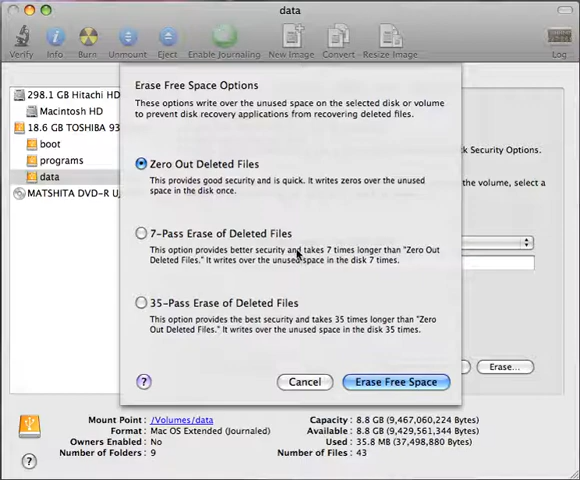 data
Verify Info Burn Unmount Eject Enable Journaling New Image Convert Resize Image Log
298.1 GB Hitachi HD
Macintosh HD
18.6 GB TOSHIBA 93
boot
programs
data
MATSHITA DVD-R UJ
Erase Free Space Options
These options write over the unused space on the selected disk or volume
to prevent disk recovery applications from recovering deleted files.
k Security Options.
the volume, select a
Zero Out Deleted Files
This provides good security and is quick. It writes zeros over the unused
space in the disk once.
7-Pass Erase of Deleted Files
This option provides better security and takes 7 times longer than "Zero Out
Deleted Files." It writes over the unused space in the disk 7 times.
35-Pass Erase of Deleted Files
This option provides the best security and takes 35 times longer than "Zero
Out Deleted Files." It writes over the unused space in the disk 35 times.
?
Cancel
Erase Free Space
Erase...
Mount Point : /Volumes/data
Format : Mac OS Extended (Journaled)
Owners Enabled : No
Number of Folders : 9
Capacity : 8.8 GB (9,467,060,224 Bytes)
Available : 8.8 GB (9,429,561,344 Bytes)
Used : 35.8 MB (37,498,880 Bytes)
Number of Files : 43
?